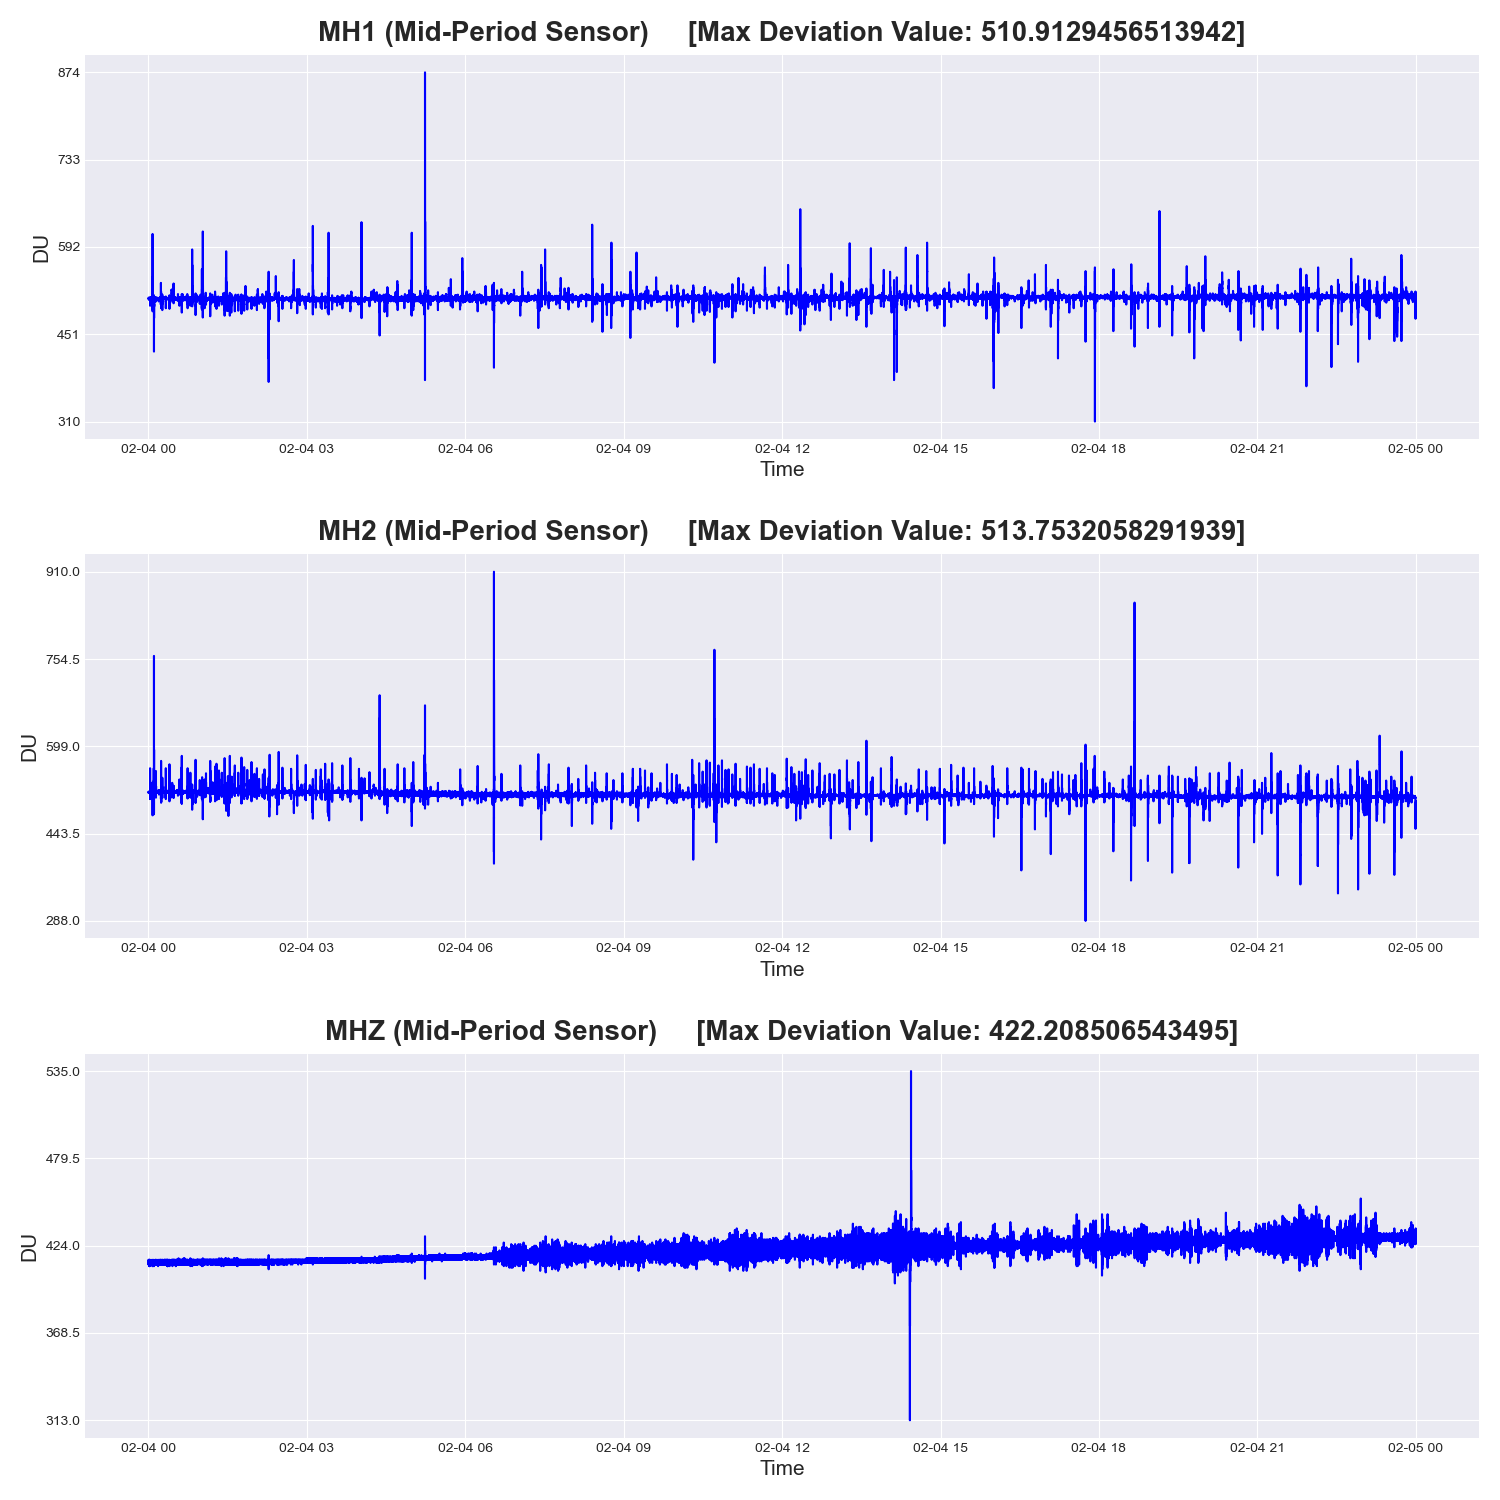 MH1 (Mid-Period Sensor) [Max Deviation Value: 510.9129456513942]
874
733
592
451
310
DU
02-04 00 02-04 03 02-04 06 02-04 09 02-04 12 02-04 15 02-04 18 02-04 21 02-05 00
Time
MH2 (Mid-Period Sensor) [Max Deviation Value: 513.7532058291939]
910.0
754.5
599.0
443.5
288.0
DU
02-04 00 02-04 03 02-04 06 02-04 09 02-04 12 02-04 15 02-04 18 02-04 21 02-05 00
Time
MHZ (Mid-Period Sensor) [Max Deviation Value: 422.208506543495]
535.0
479.5
424.0
368.5
313.0
DU
02-04 00 02-04 03 02-04 06 02-04 09 02-04 12 02-04 15 02-04 18 02-04 21 02-05 00
Time